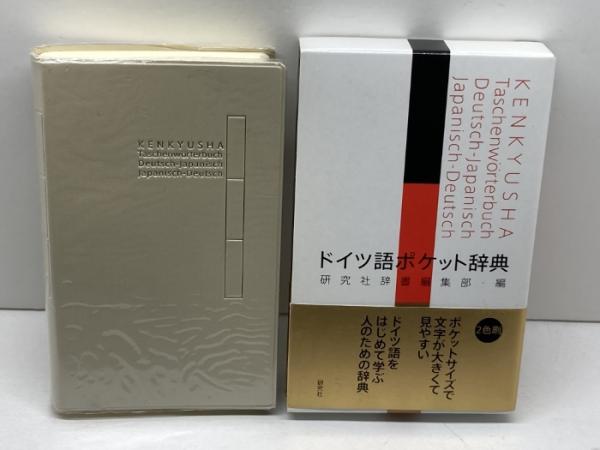 KENKYUSHA
Taschenwörterbuch
Deutsch-Japanisch
Japanisch-Deutsch
KENKYUSHA
Taschenwörterbuch
Deutsch-Japanisch
Japanisch-Deutsch
ドイツ語ポケット辞典
研究社辞書編集部・編
2色刷
ポケットサイズで
文字が大きくて
見やすい
ドイツ語を
はじめて学ぶ
人のための辞典
研究社